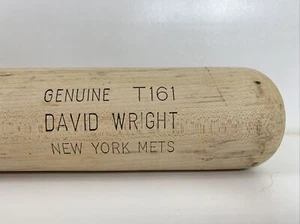 GENUINE T161
DAVID WRIGHT
NEW YORK METS